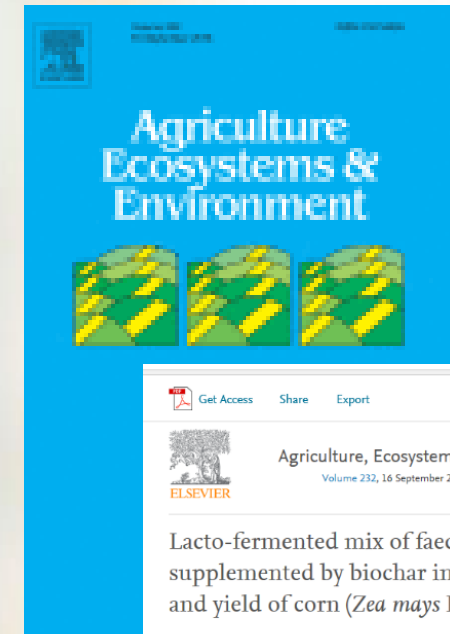 Agriculture
Ecosystems &
Environment
Get Access Share Export
ELSEVIER
Agriculture, Ecosystem
Volume 232, 16 September 2
Lacto-fermented mix of faec
supplemented by biochar in
and yield of corn (Zea mays